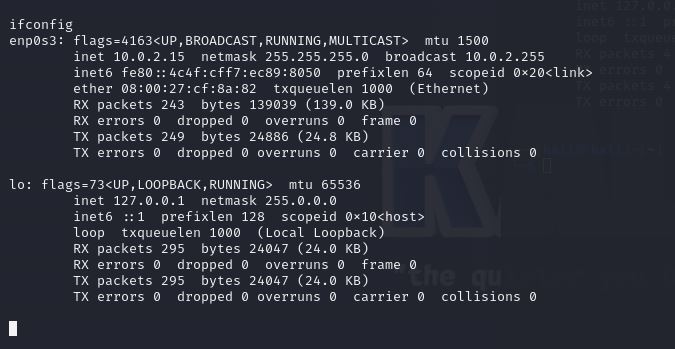 ifconfig
enp0s3: flags=4163<UP,BROADCAST,RUNNING,MULTICAST>  mtu 1500
        inet 10.0.2.15  netmask 255.255.255.0  broadcast 10.0.2.255
        inet6 fe80::4c4f:cff7:ec89:8050  prefixlen 64  scopeid 0×20<link>
        ether 08:00:27:cf:8a:82  txqueuelen 1000  (Ethernet)
        RX packets 243  bytes 139039 (139.0 KB)
        RX errors 0  dropped 0  overruns 0  frame 0
        TX packets 249  bytes 24886 (24.8 KB)
        TX errors 0  dropped 0 overruns 0  carrier 0  collisions 0
lo: flags=73<UP,LOOPBACK,RUNNING>  mtu 65536
        inet 127.0.0.1  netmask 255.0.0.0
        inet6 ::1  prefixlen 128  scopeid 0×10<host>
        loop  txqueuelen 1000  (Local Loopback)
        RX packets 295  bytes 24047 (24.0 KB)
        RX errors 0  dropped 0  overruns 0  frame 0
        TX packets 295  bytes 24047 (24.0 KB)
        TX errors 0  dropped 0 overruns 0  carrier 0  collisions 0
inet 127.0.0
inet6 ::1 p
loop  txqueue
RX packets 4
RX errors 0
TX packets 4
TX errors 0
K
"the qu